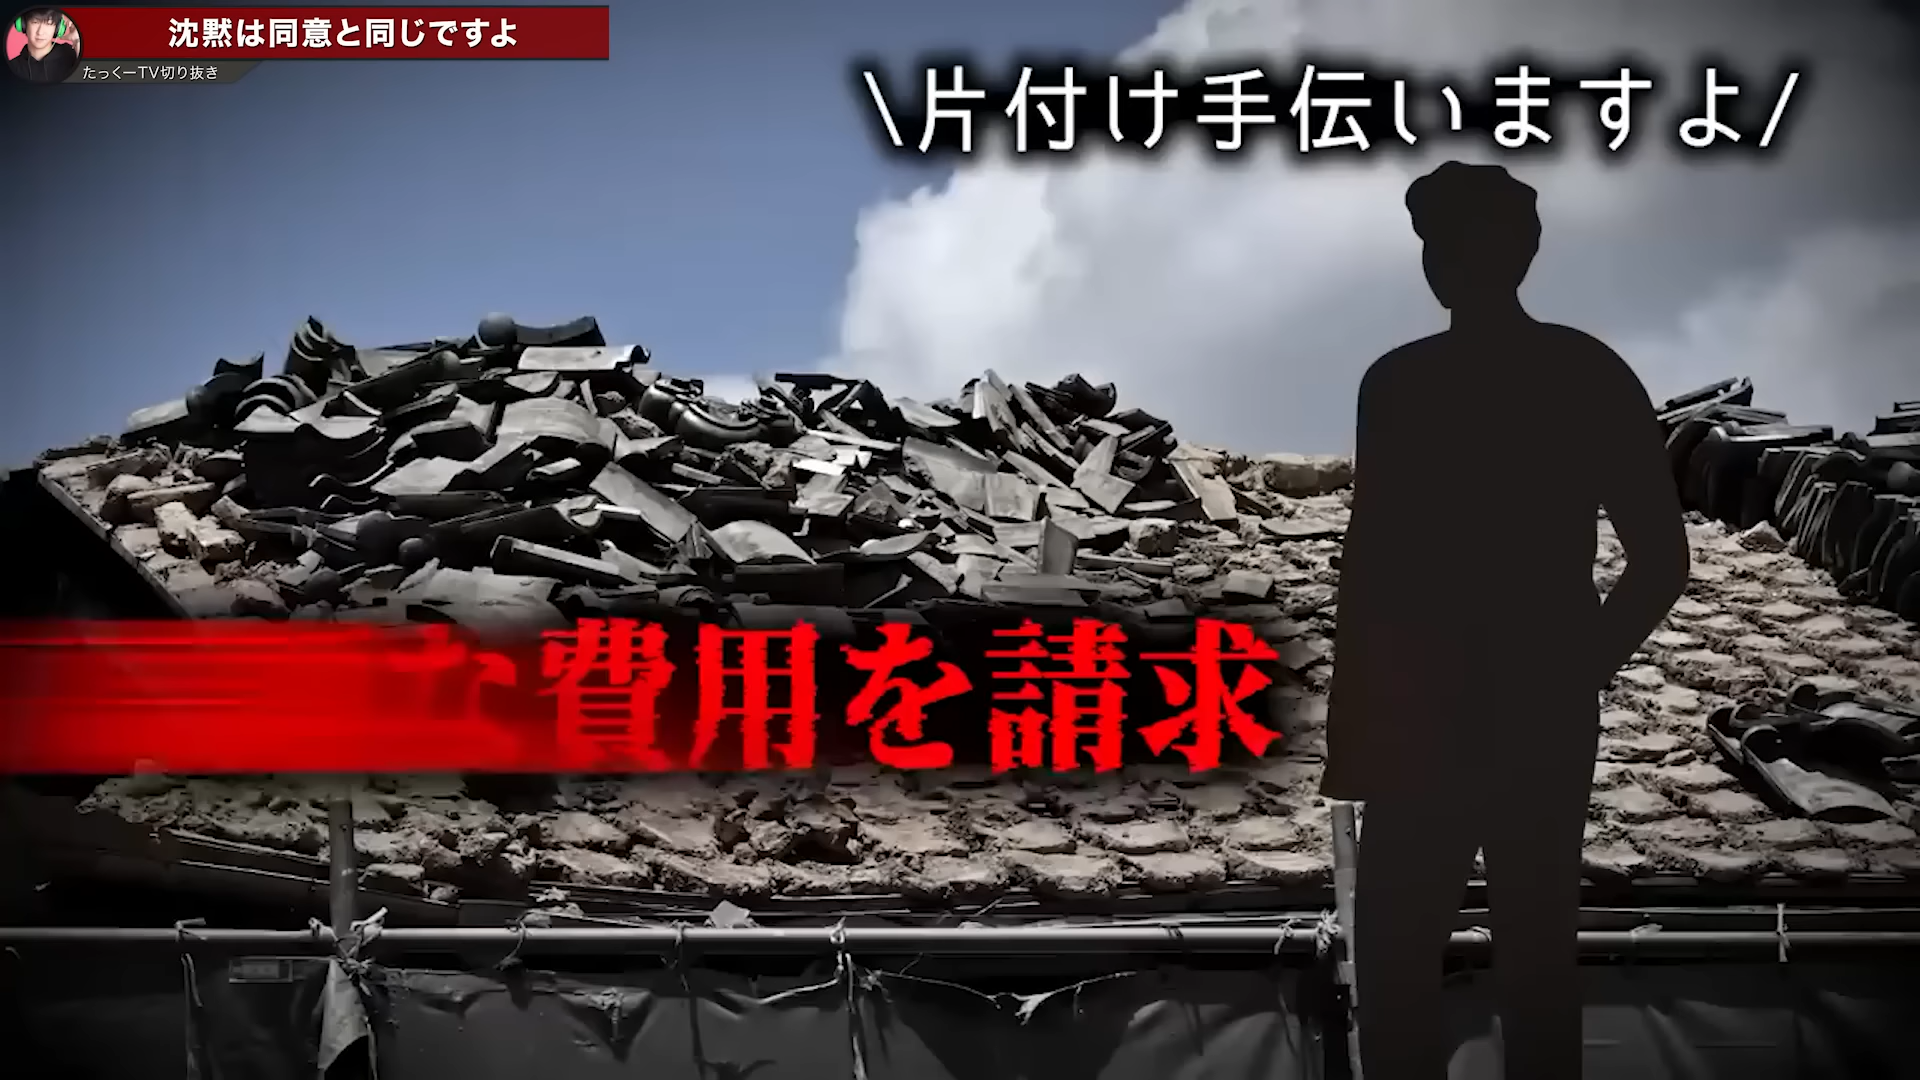 沈黙は同意と同じですよ
たっくーTV切り抜き
\片付け手伝いますよ/
な費用を請求